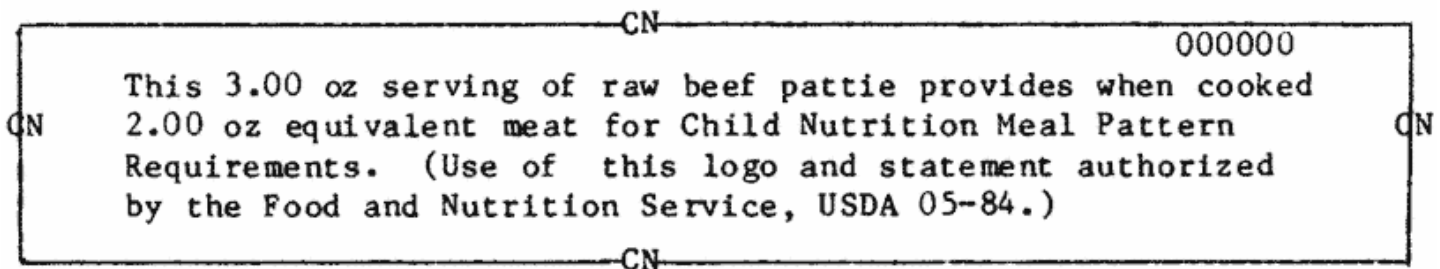 CN
000000
This 3.00 oz serving of raw beef pattie provides when cooked
CN 2.00 oz equivalent meat for Child Nutrition Meal Pattern CN
Requirements. (Use of this logo and statement authorized
by the Food and Nutrition Service, USDA 05-84.)
CN